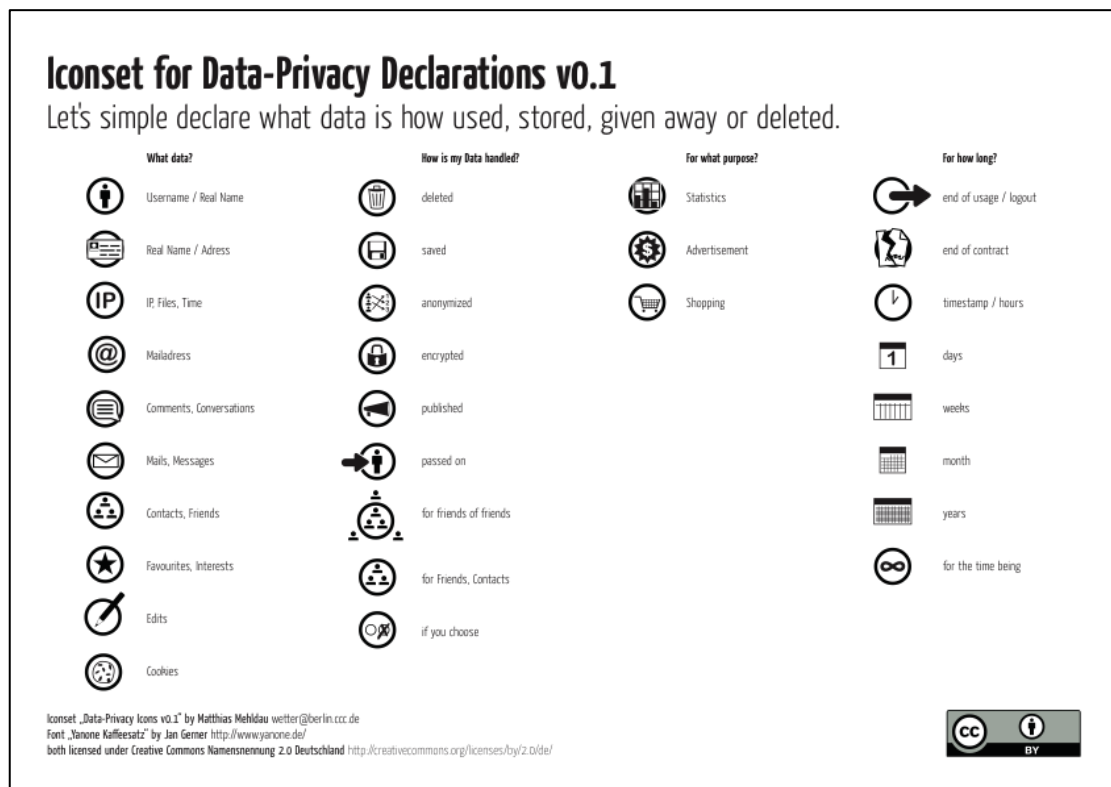 Iconset for Data-Privacy Declarations v0.1
Let's simple declare what data is how used, stored, given away or deleted.
What data?
Username / Real Name
Real Name / Adress
IP
IP, Files, Time
@
Mailadress
Comments, Conversations
Mails, Messages
Contacts, Friends
Favourites, Interests
Edits
Cookies
How is my Data handled?
deleted
saved
anonymized
encrypted
published
passed on
for friends of friends
for Friends, Contacts
if you choose
For what purpose?
Statistics
$
Advertisement
Shopping
For how long?
end of usage / logout
end of contract
timestamp / hours
1
days
weeks
month
years
for the time being
Iconset „Data-Privacy Icons v0.1" by Matthias Mehldau wetter@berlin.ccc.de
Font „Yanone Kaffeesatz" by Jan Gerner http://www.yanone.de/
both licensed under Creative Commons Namensnennung 2.0 Deutschland http://creativecommons.org/licenses/by/2.0/de/
cc
BY